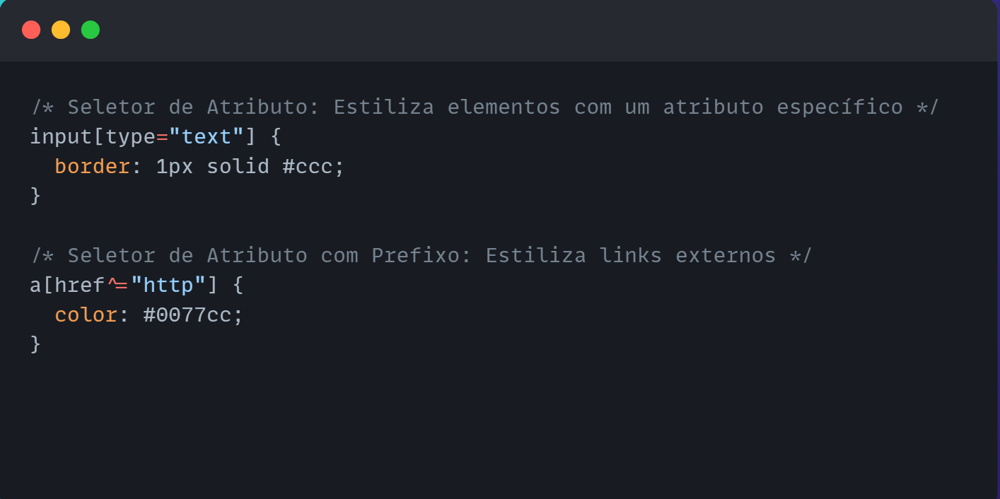 /* Seletor de Atributo: Estiliza elementos com um atributo específico */
input[type="text"] {
  border: 1px solid #ccc;
}

/* Seletor de Atributo com Prefixo: Estiliza links externos */
a[href^="http"] {
  color: #0077cc;
}